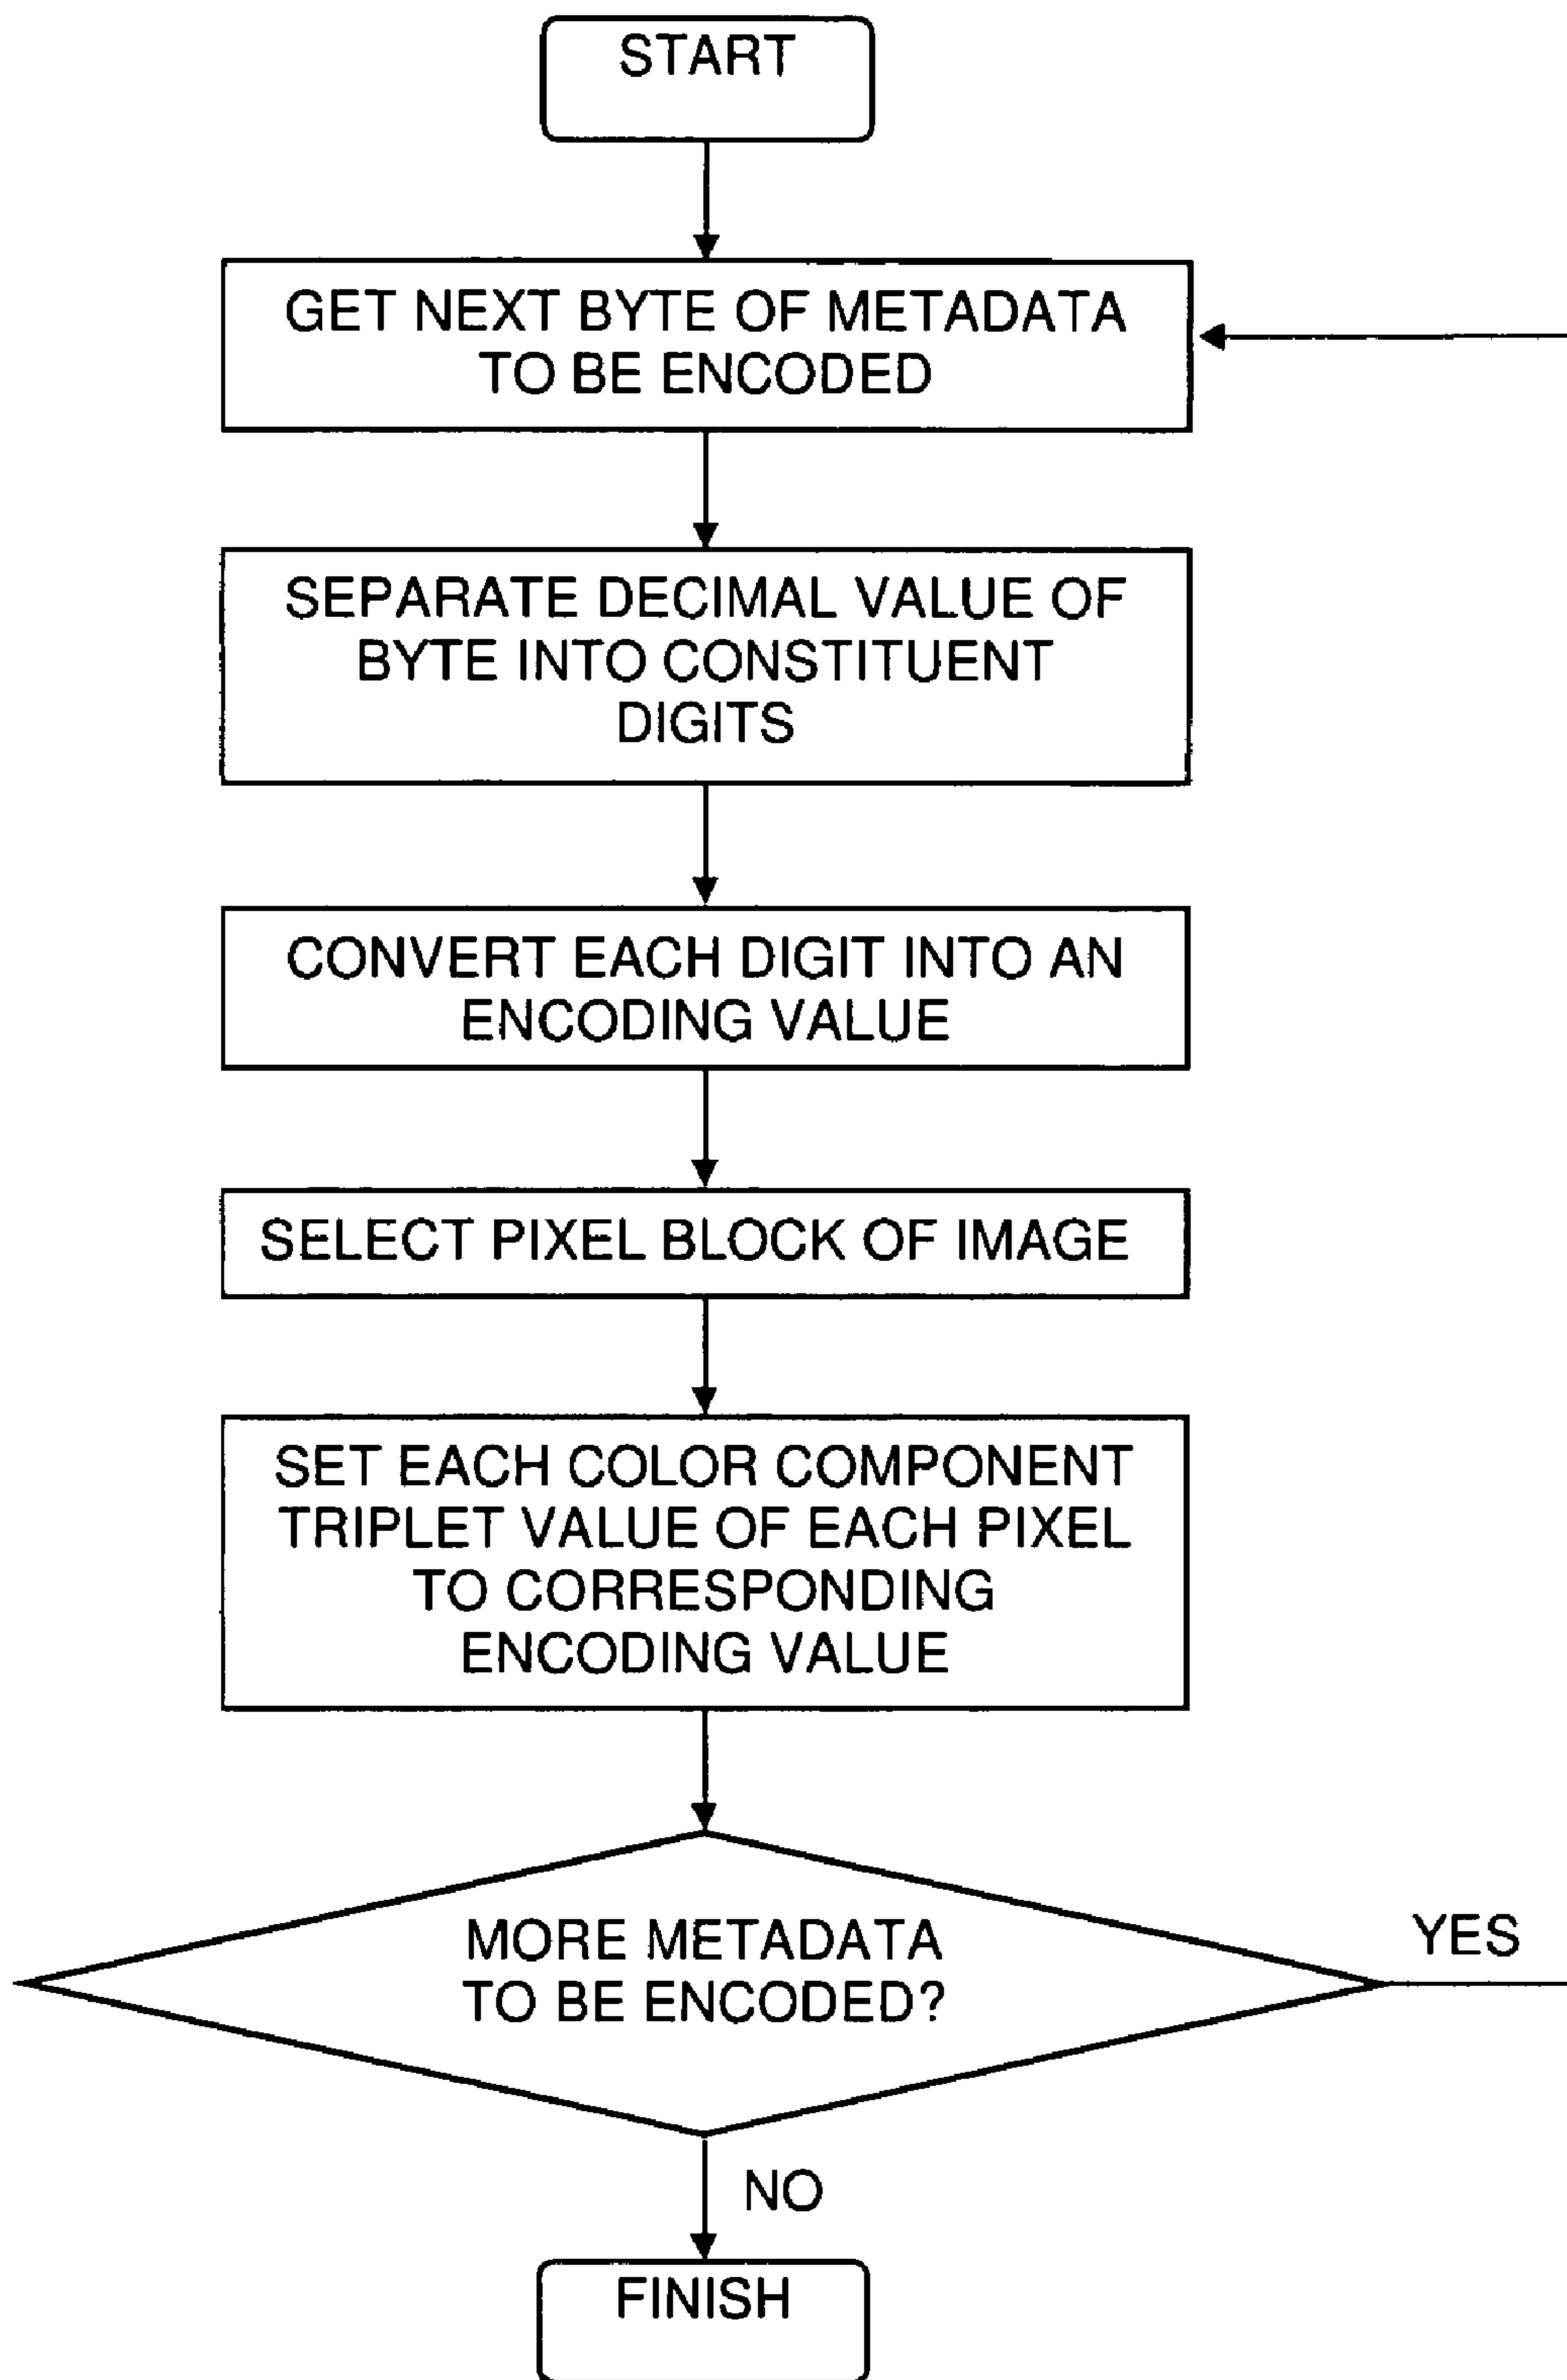 START
GET NEXT BYTE OF METADATA
TO BE ENCODED
SEPARATE DECIMAL VALUE OF
BYTE INTO CONSTITUENT
DIGITS
CONVERT EACH DIGIT INTO AN
ENCODING VALUE
SELECT PIXEL BLOCK OF IMAGE
SET EACH COLOR COMPONENT
TRIPLET VALUE OF EACH PIXEL
TO CORRESPONDING
ENCODING VALUE
MORE METADATA
TO BE ENCODED?
YES
NO
FINISH